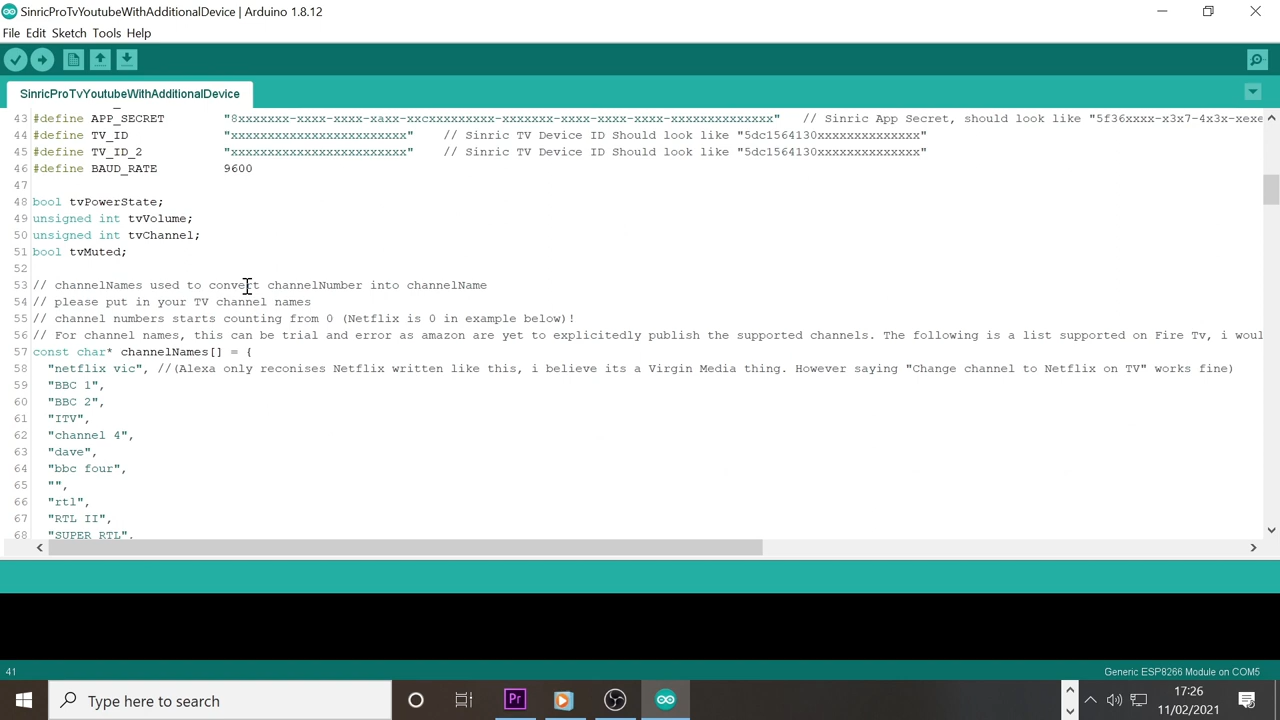 SinricProTvYoutubeWithAdditionalDevice | Arduino 1.8.12
File Edit Sketch Tools Help
SinricProTvYoutubeWithAdditionalDevice
43 #define APP_SECRET "8xxxxxxx-xxxx-xxxx-xaxx-xxcxxxxxxxxx-xxxxxxx-xxxx-xxxx-xxxx-xxxxxxxxxxxxxx" // Sinric App Secret, should look like "5f36xxxx-x3x7-4x3x-xexe
44 #define TV_ID "xxxxxxxxxxxxxxxxxxxxxxxx" // Sinric TV Device ID Should look like "5dc1564130xxxxxxxxxxxxxx"
45 #define TV_ID_2 "xxxxxxxxxxxxxxxxxxxxxxxx" // Sinric TV Device ID Should look like "5dc1564130xxxxxxxxxxxxxx"
46 #define BAUD_RATE 9600
47
48 bool tvPowerState;
49 unsigned int tvVolume;
50 unsigned int tvChannel;
51 bool tvMuted;
52
53 // channelNames used to convert channelNumber into channelName
54 // please put in your TV channel names
55 // channel numbers starts counting from 0 (Netflix is 0 in example below)!
56 // For channel names, this can be trial and error as amazon are yet to explicitedly publish the supported channels. The following is a list supported on Fire Tv, i woul
57 const char* channelNames[] = {
58 "netflix vic", //(Alexa only reconises Netflix written like this, i believe its a Virgin Media thing. However saying "Change channel to Netflix on TV" works fine)
59 "BBC 1",
60 "BBC 2",
61 "ITV",
62 "channel 4",
63 "dave",
64 "bbc four",
65 "",
66 "rtl",
67 "RTL II",
68 "SUPER RTL",
41
Generic ESP8266 Module on COM5
Type here to search
Pr
17:26
11/02/2021